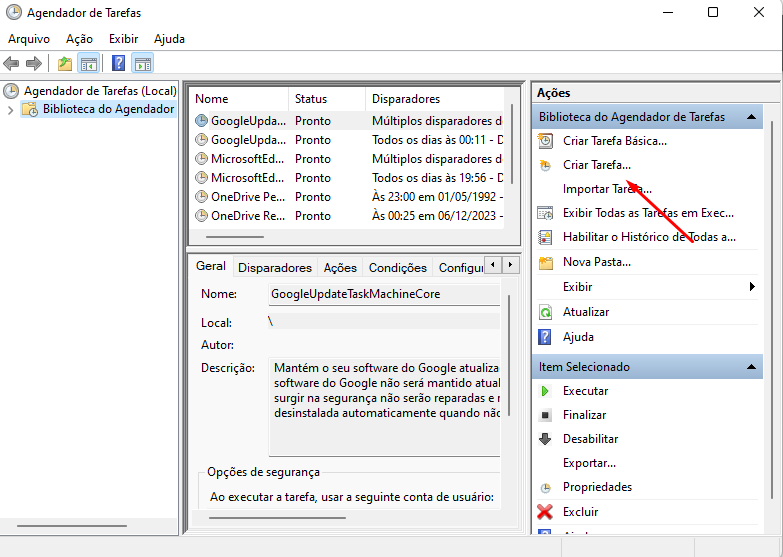 Agendador de Tarefas
Arquivo Ação Exibir Ajuda
Agendador de Tarefas (Local)
Biblioteca do Agendador
Nome Status Disparadores
GoogleUpda... Pronto Múltiplos disparadores d
GoogleUpda... Pronto Todos os dias às 00:11 - D
MicrosoftEd... Pronto Múltiplos disparadores d
MicrosoftEd... Pronto Todos os dias às 19:56 - D
OneDrive Pe... Pronto Às 23:00 em 01/05/1992
OneDrive Re... Pronto Às 00:25 em 06/12/2023
Geral Disparadores Ações Condições Configur
Nome: GoogleUpdateTaskMachineCore
Local: \
Autor:
Descrição: Mantém o seu software do Google atualiza
software do Google não será mantido atual
surgir na segurança não serão reparadas e
desinstalada automaticamente quando não
Opções de segurança
Ao executar a tarefa, usar a seguinte conta de usuário:
Ações
Biblioteca do Agendador de Tarefas
Criar Tarefa Básica...
Criar Tarefa...
Importar Tarefa...
Exibir Todas as Tarefas em Exec...
Habilitar o Histórico de Todas a...
Nova Pasta...
Exibir
Atualizar
Ajuda
Item Selecionado
Executar
Finalizar
Desabilitar
Exportar...
Propriedades
Excluir